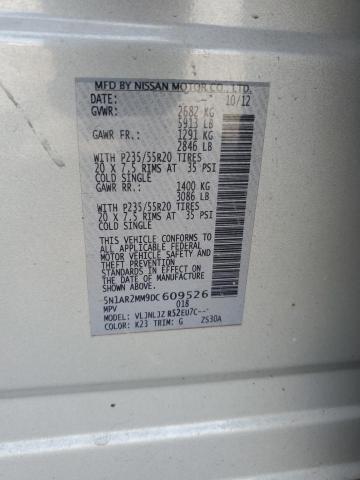 MFD BY NISSAN MOTOR CO., LTD.
DATE: 10/12
GVWR: 2682 KG
5913 LB
GAWR FR.: 1291 KG
2846 LB
WITH P235/55R20 TIRES
20 X 7.5 RIMS AT 35 PSI
COLD SINGLE
GAWR RR.: 1400 KG
3086 LB
WITH P235/55R20 TIRES
20 X 7.5 RIMS AT 35 PSI
COLD SINGLE
THIS VEHICLE CONFORMS TO
ALL APPLICABLE FEDERAL
MOTOR VEHICLE SAFETY AND
THEFT PREVENTION
STANDARDS IN EFFECT ON
THE DATE OF MANUFACTURE
SHOWN ABOVE.
5N1AR2MM9DC609526
MPV 018
MODEL: VLJNLJZ R52EU7C--
COLOR: K23 TRIM: G ZS30A